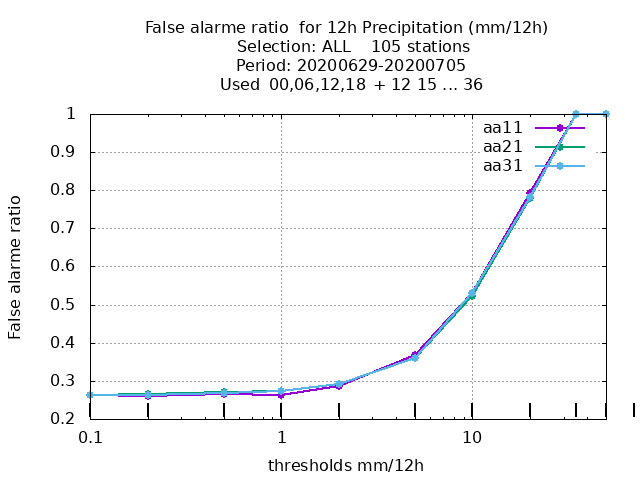 False alarme ratio  for 12h Precipitation (mm/12h)
Selection: ALL    105 stations
Period: 20200629-20200705
Used  00,06,12,18  + 12 15 ... 36
aa11
aa21
aa31
1
0.9
0.8
0.7
0.6
0.5
0.4
0.3
0.2
False alarme ratio
0.1
1
10
thresholds mm/12h